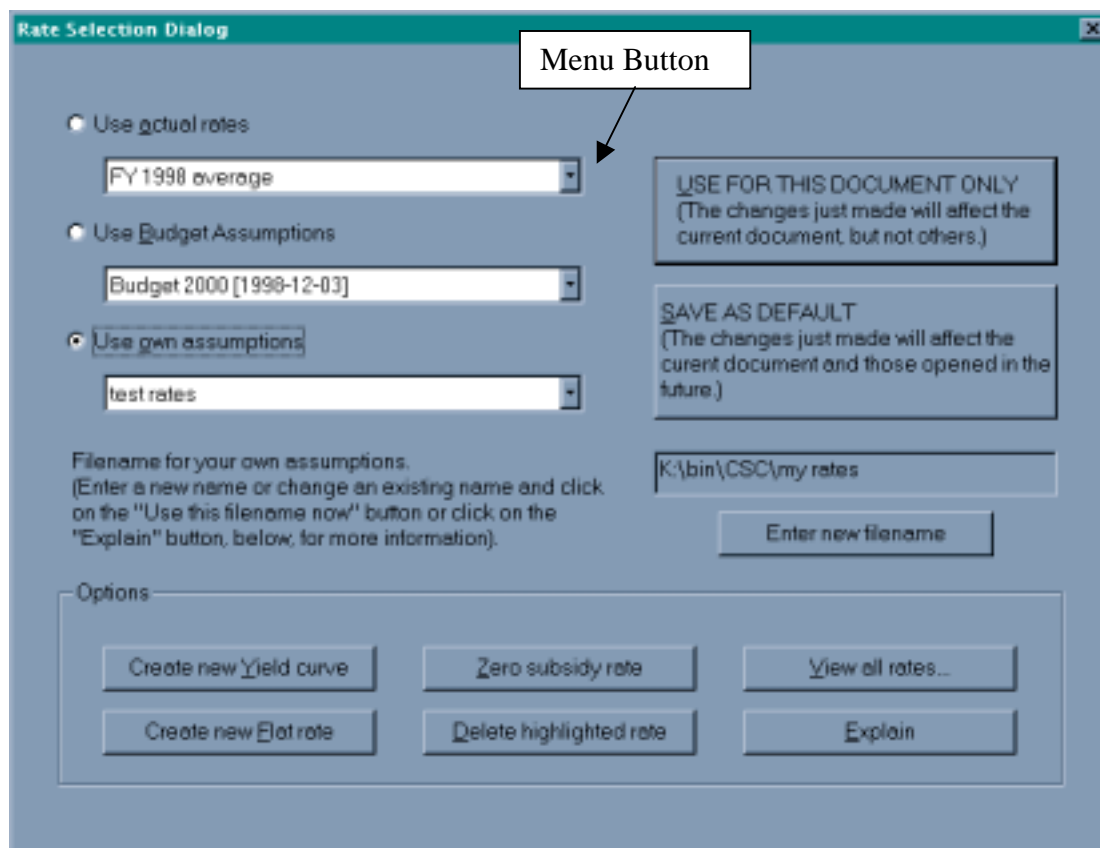 Rate Selection Dialog
Menu Button
Use actual rates
FY 1998 average
Use Budget Assumptions
Budget 2000 [1998-12-03]
Use own assumptions
test rates
USE FOR THIS DOCUMENT ONLY
(The changes just made will affect the
current document, but not others.)
SAVE AS DEFAULT
(The changes just made will affect the
curent document and those opened in the
future.)
Filename for your own assumptions.
(Enter a new name or change an existing name and click
on the "Use this filename now" button or click on the
"Explain" button, below, for more information).
K:\bin\CSC\my rates
Enter new filename
Options
Create new Yield curve
Zero subsidy rate
View all rates...
Create new Flat rate
Delete highlighted rate
Explain